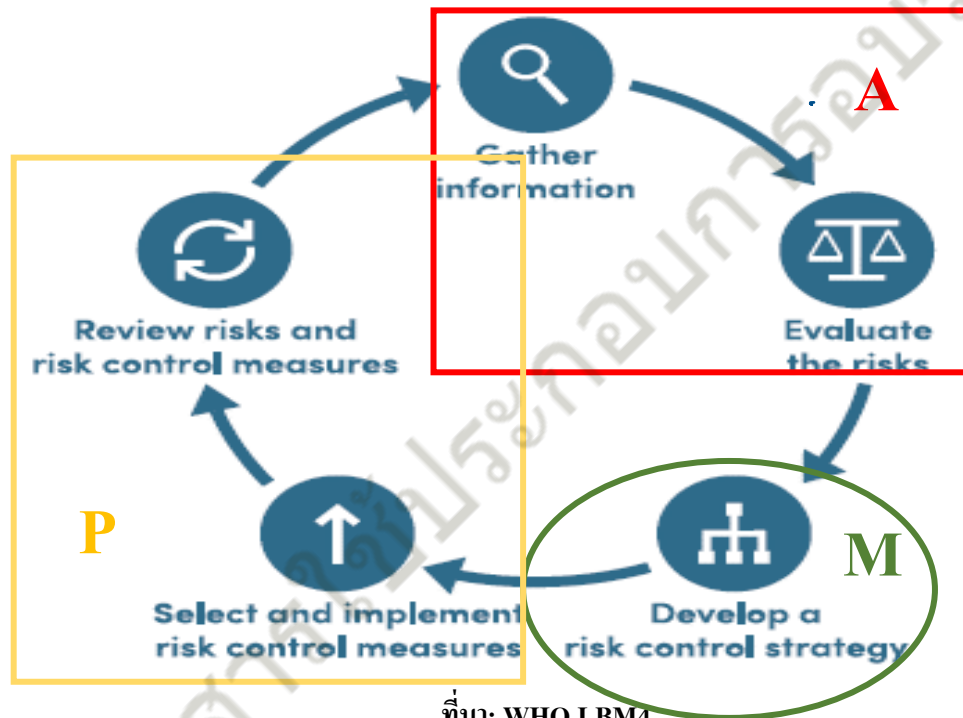 A
Gather
information
Evaluate
the risks
Review risks and
risk control measures
P
M
Select and implement
risk control measures
Develop a
risk control strategy
ที่มา: WHO LBM4